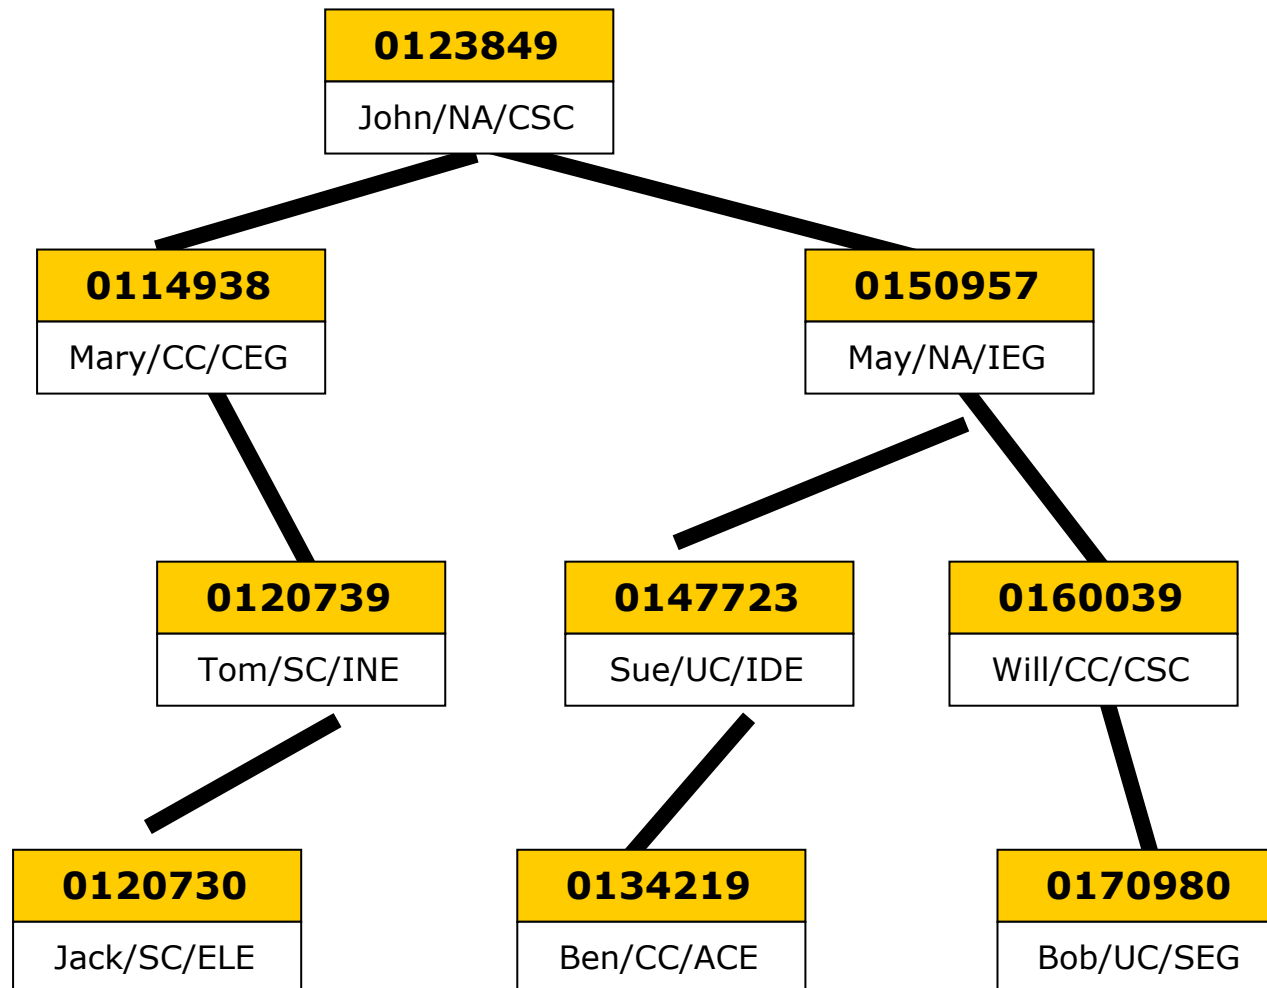 0123849
John/NA/CSC
0114938
Mary/CC/CEG
0150957
May/NA/IEG
0120739
Tom/SC/INE
0147723
Sue/UC/IDE
0160039
Will/CC/CSC
0120730
Jack/SC/ELE
0134219
Ben/CC/ACE
0170980
Bob/UC/SEG